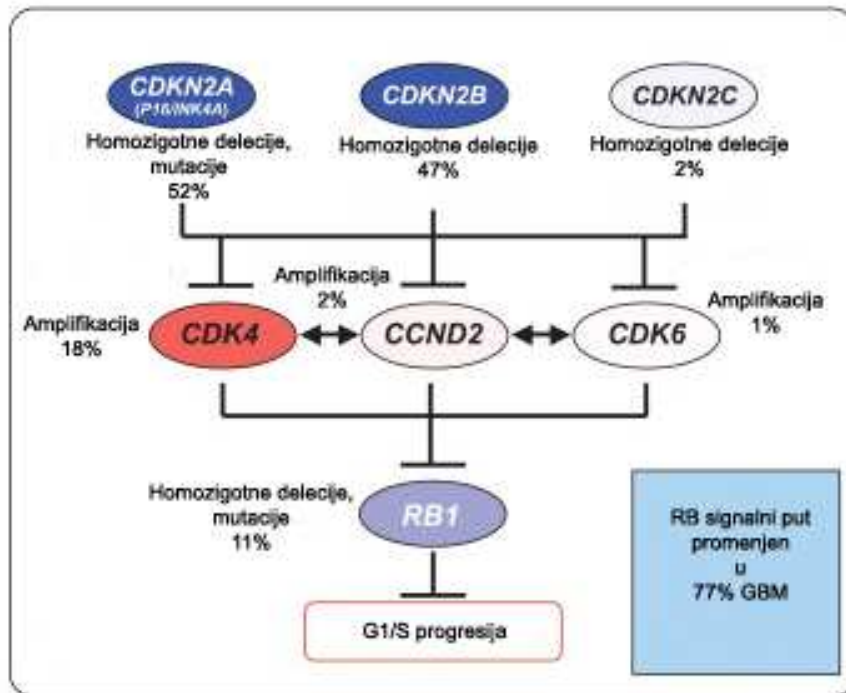 CDKN2A
(P16/INK4A)
Homozigotne delecije,
mutacije
52%
CDKN2B
Homozigotne delecije
47%
CDKN2C
Homozigotne delecije
2%
Amplifikacija
18%
CDK4
Amplifikacija
2%
CCND2
CDK6
Amplifikacija
1%
Homozigotne delecije,
mutacije
11%
RB1
G1/S progresija
RB signalni put
promenjen
u
77% GBM